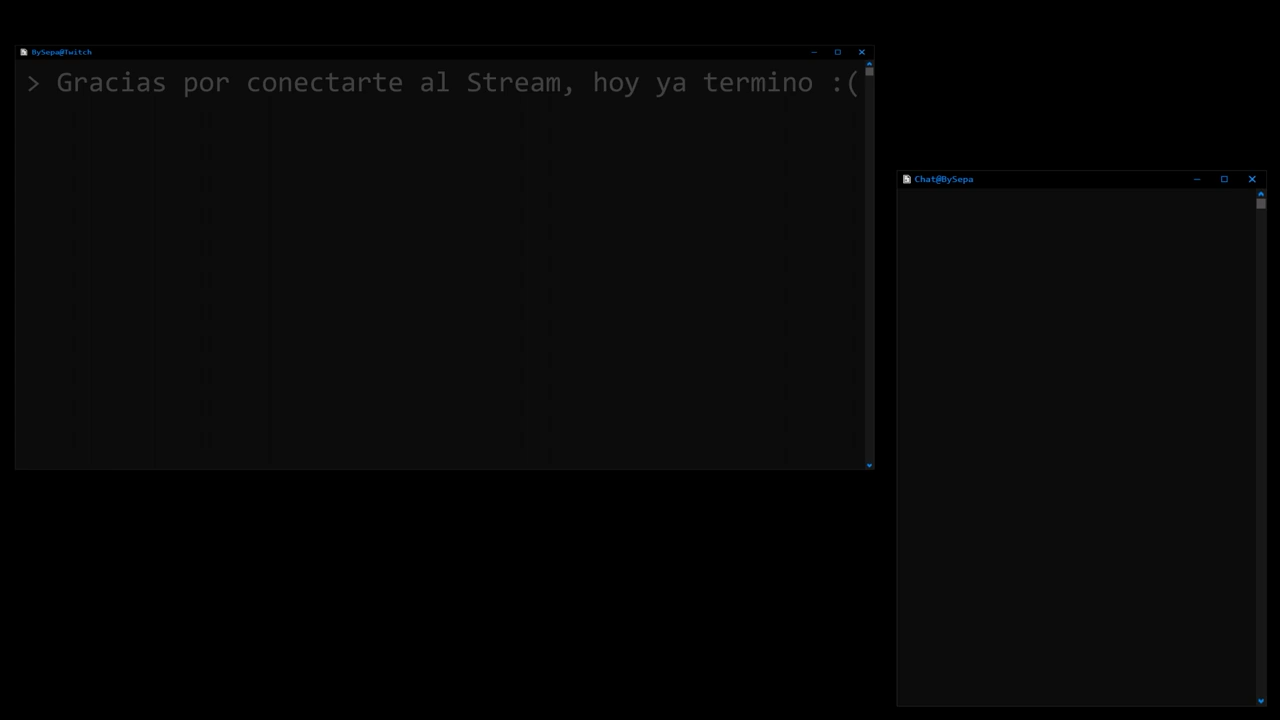 BySepa@Twitch
> Gracias por conectarte al Stream, hoy ya termino :(
Chat@BySepa